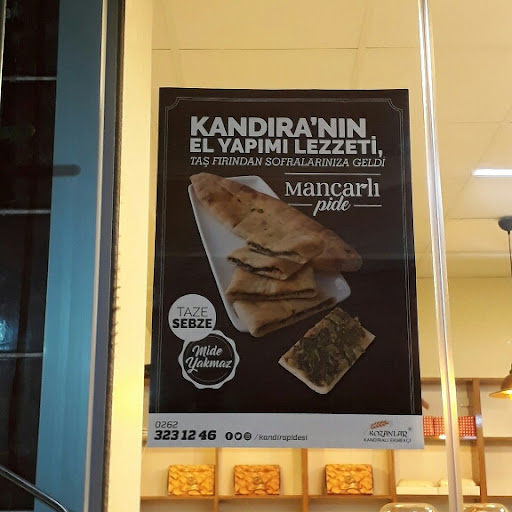 KANDIRA'NIN
EL YAPIMI LEZZETİ,
TAŞ FIRINDAN SOFRALARINIZA GELDİ
Mancarlı
pide
TAZE
SEBZE
Mide
Yakmaz
0262
323 12 46 /kandirapidesi
KOZANLAR
KANDIRALI EKMEKÇİ